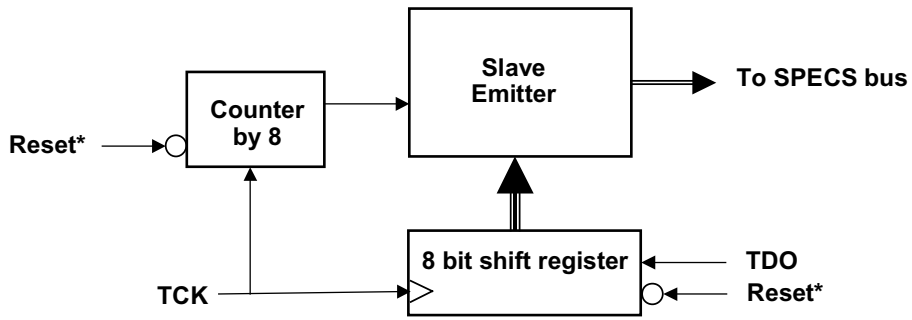 Slave
Emitter
To SPECS bus
Counter
by 8
Reset*
8 bit shift register
TDO
TCK
Reset*